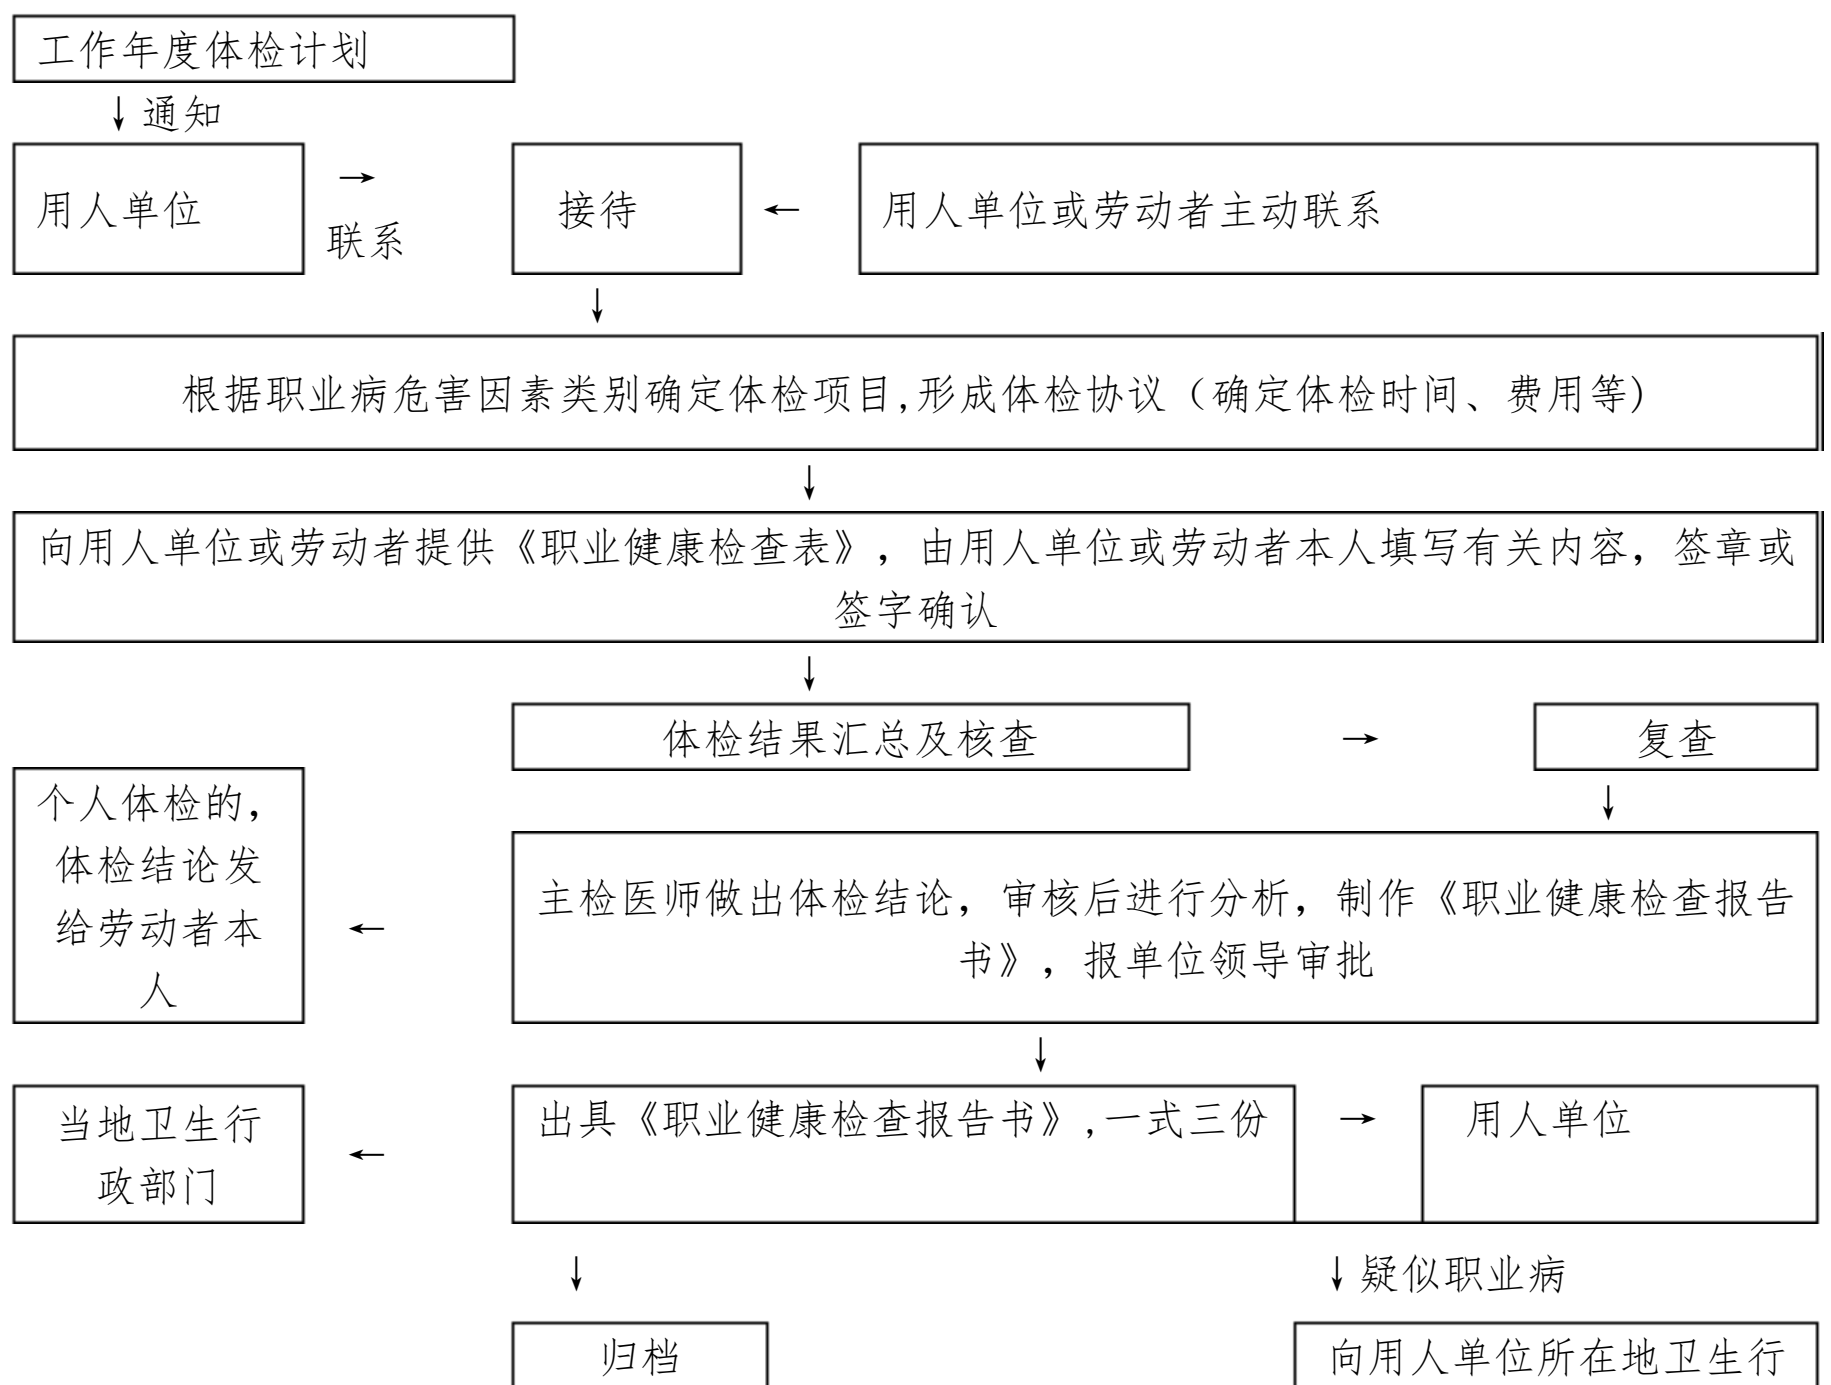 工作年度体检计划
↓通知
用人单位
→
联系
接待
←
用人单位或劳动者主动联系
↓
根据职业病危害因素类别确定体检项目,形成体检协议（确定体检时间、费用等)
↓
向用人单位或劳动者提供《职业健康检查表》，由用人单位或劳动者本人填写有关内容，签章或
签字确认
↓
体检结果汇总及核查
→
复查
↓
个人体检的，
体检结论发
给劳动者本
人
←
主检医师做出体检结论，审核后进行分析，制作《职业健康检查报告
书》，报单位领导审批
↓
当地卫生行
政部门
←
出具《职业健康检查报告书》,一式三份
→
用人单位
↓
↓疑似职业病
归档
向用人单位所在地卫生行